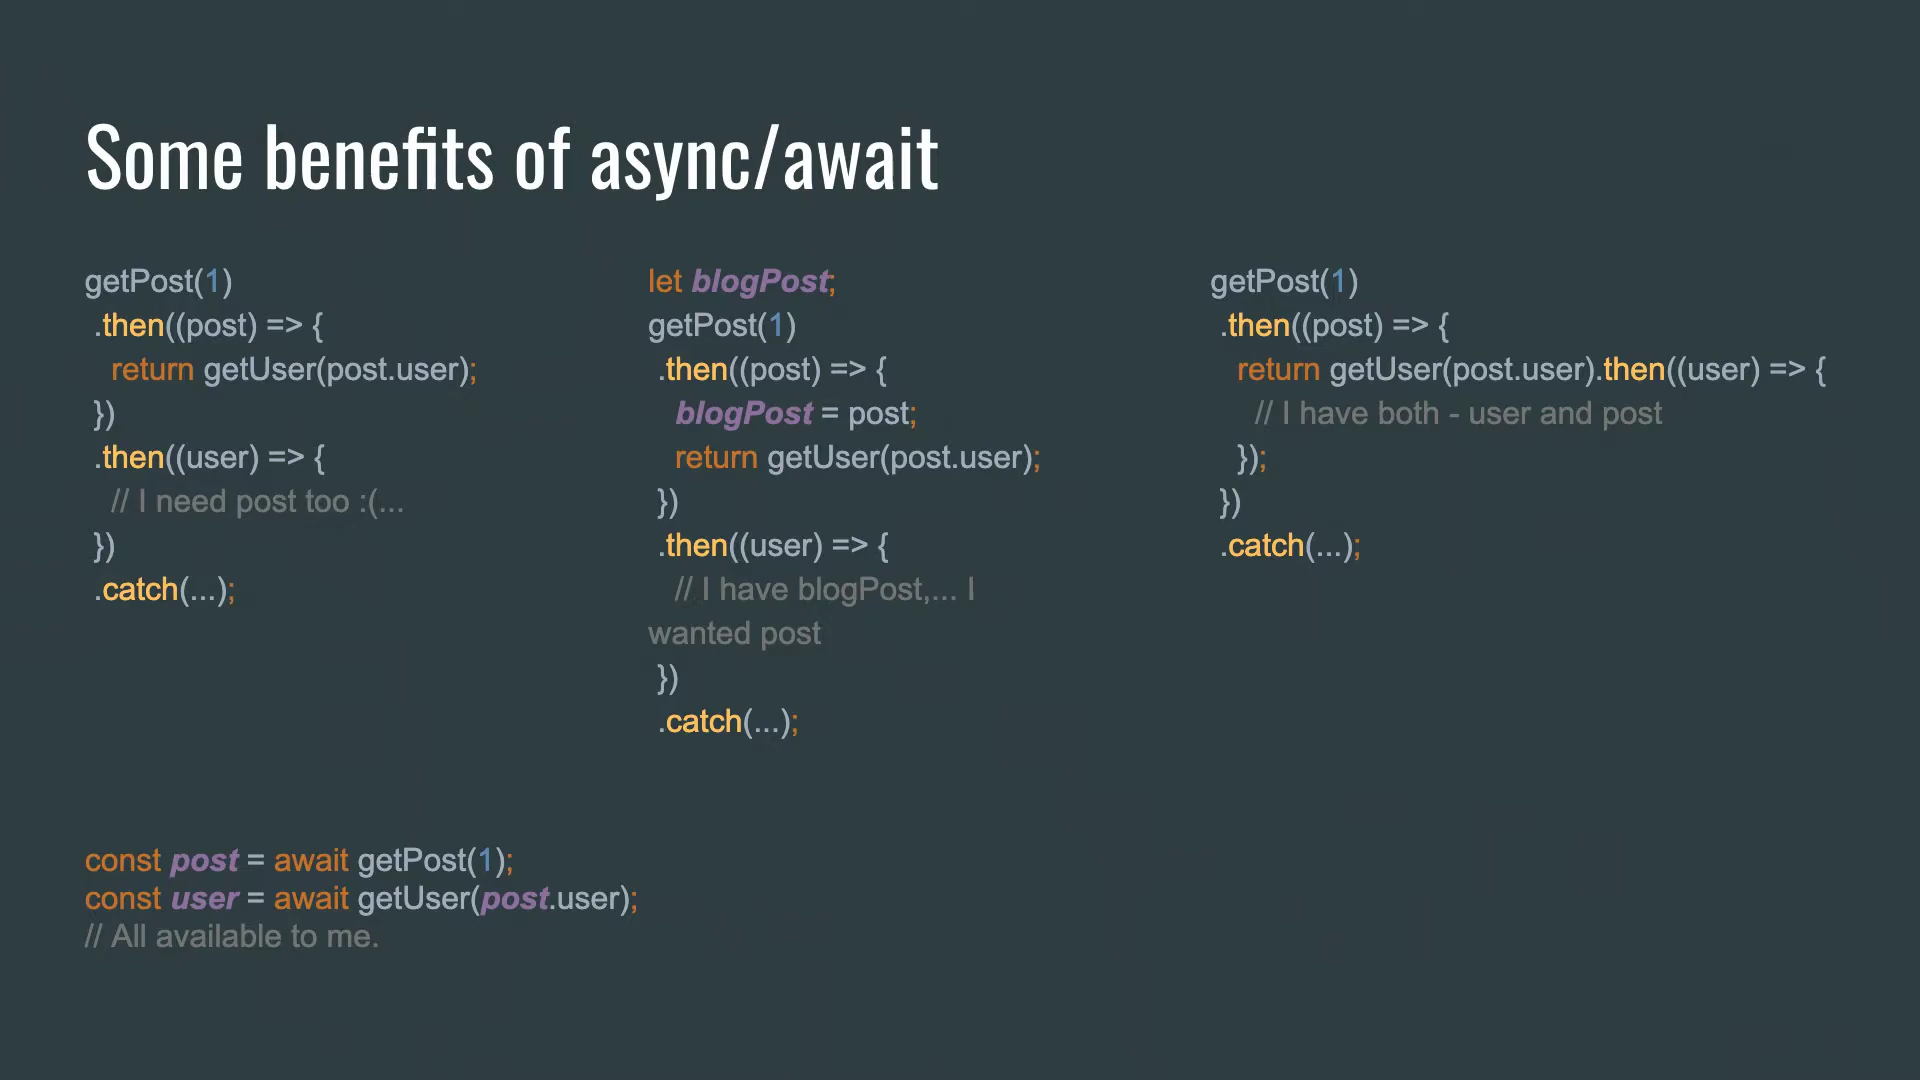 Some benefits of async/await
getPost(1)
.then((post) => {
return getUser(post.user);
})
.then((user) => {
// I need post too :(...
})
.catch(...);
let blogPost;
getPost(1)
.then((post) => {
blogPost = post;
return getUser(post.user);
})
.then((user) => {
// I have blogPost,... I
wanted post
})
.catch(...);
getPost(1)
.then((post) => {
return getUser(post.user).then((user) => {
// I have both - user and post
});
})
.catch(...);
const post = await getPost(1);
const user = await getUser(post.user);
// All available to me.